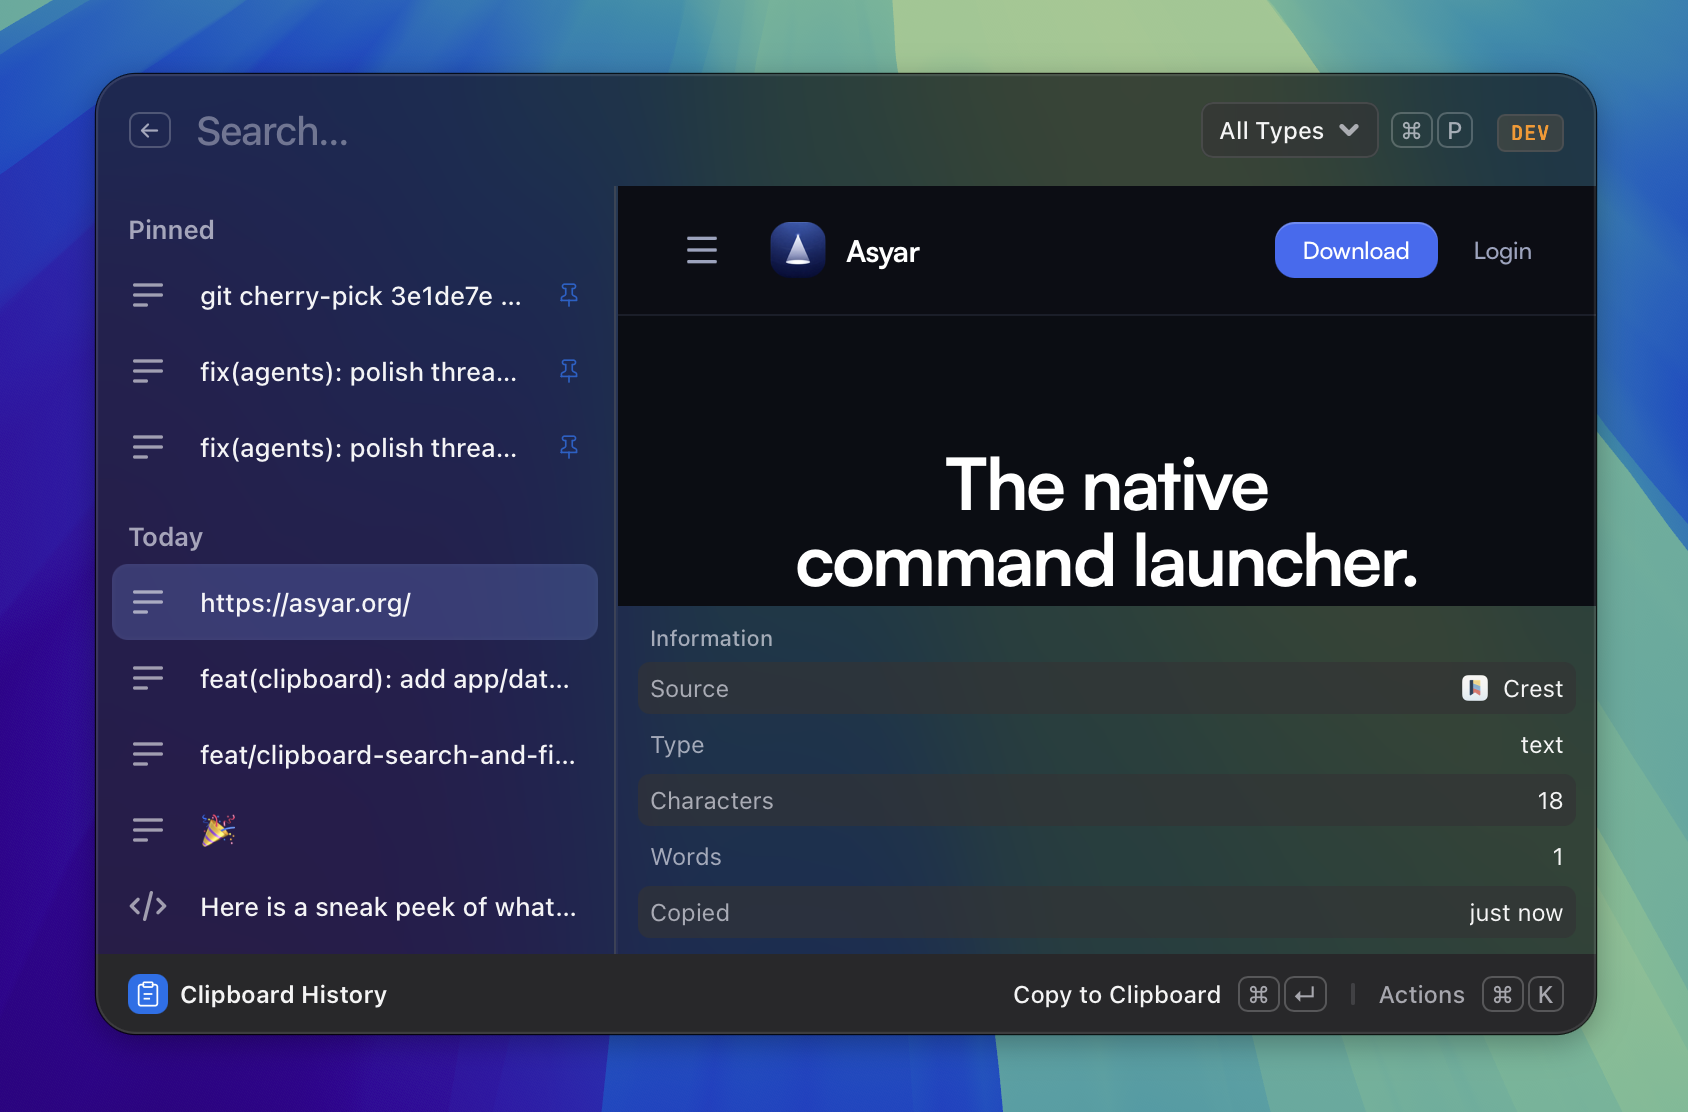 Search...
All Types ⌘ P DEV
Pinned
git cherry-pick 3e1de7e ...
fix(agents): polish threa...
fix(agents): polish threa...
Today
https://asyar.org/
feat(clipboard): add app/dat...
feat/clipboard-search-and-fi...
🎉
Here is a sneak peek of what...
Asyar
Download
Login
The native
command launcher.
Information
Source Crest
Type text
Characters 18
Words 1
Copied just now
Clipboard History
Copy to Clipboard ⌘ ↵ | Actions ⌘ K